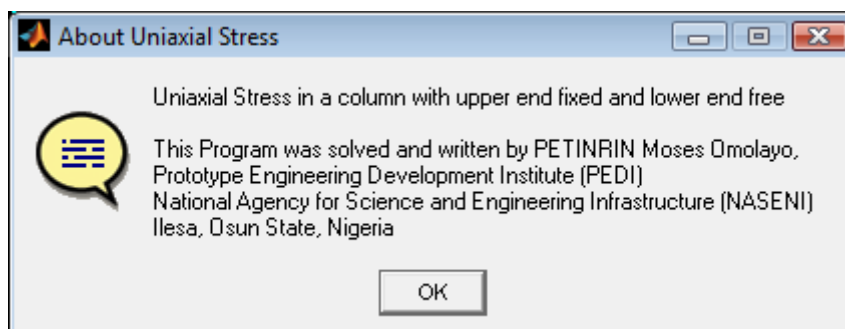 About Uniaxial Stress
Uniaxial Stress in a column with upper end fixed and lower end free
This Program was solved and written by PETINRIN Moses Omolayo,
Prototype Engineering Development Institute (PEDI)
National Agency for Science and Engineering Infrastructure (NASENI)
Ilesa, Osun State, Nigeria
OK